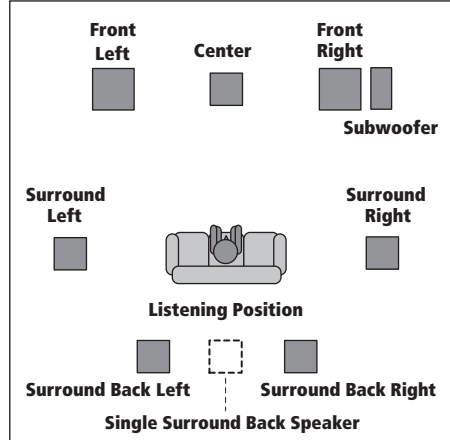 Front
Left
Center
Front
Right
Subwoofer
Surround
Left
Surround
Right
Listening Position
Surround Back Left
Surround Back Right
Single Surround Back Speaker